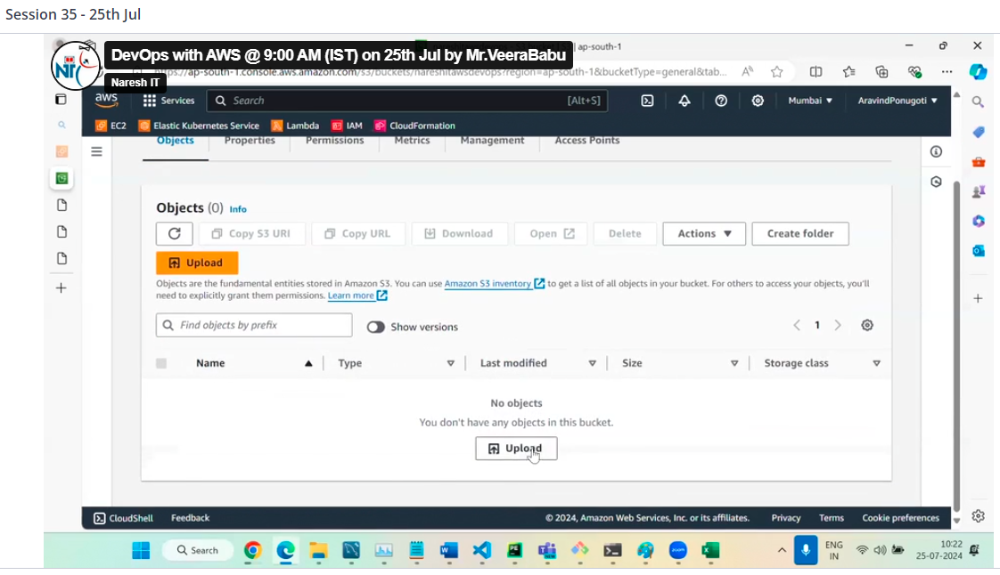 Session 35 - 25th Jul
DevOps with AWS @ 9:00 AM (IST) on 25th Jul by Mr.VeeraBabu
| ap-south-1
Naresh IT
https://ap-south-1.console.aws.amazon.com/s3/buckets/nareshitawsdevops?region=ap-south-1&bucketType=general&tab...
aws
Services
Search
[Alt+S]
Mumbai
AravindPonugoti
EC2
Elastic Kubernetes Service
Lambda
IAM
CloudFormation
Objects
Properties
Permissions
Metrics
Management
Access Points
Objects (0) Info
Copy S3 URI
Copy URL
Download
Open
Delete
Actions
Create folder
Upload
Objects are the fundamental entities stored in Amazon S3. You can use Amazon S3 inventory to get a list of all objects in your bucket. For others to access your objects, you'll
need to explicitly grant them permissions. Learn more
Find objects by prefix
Show versions
1
Name
Type
Last modified
Size
Storage class
No objects
You don't have any objects in this bucket.
Upload
CloudShell
Feedback
© 2024, Amazon Web Services, Inc. or its affiliates.
Privacy
Terms
Cookie preferences
Search
ENG
IN
10:22
25-07-2024